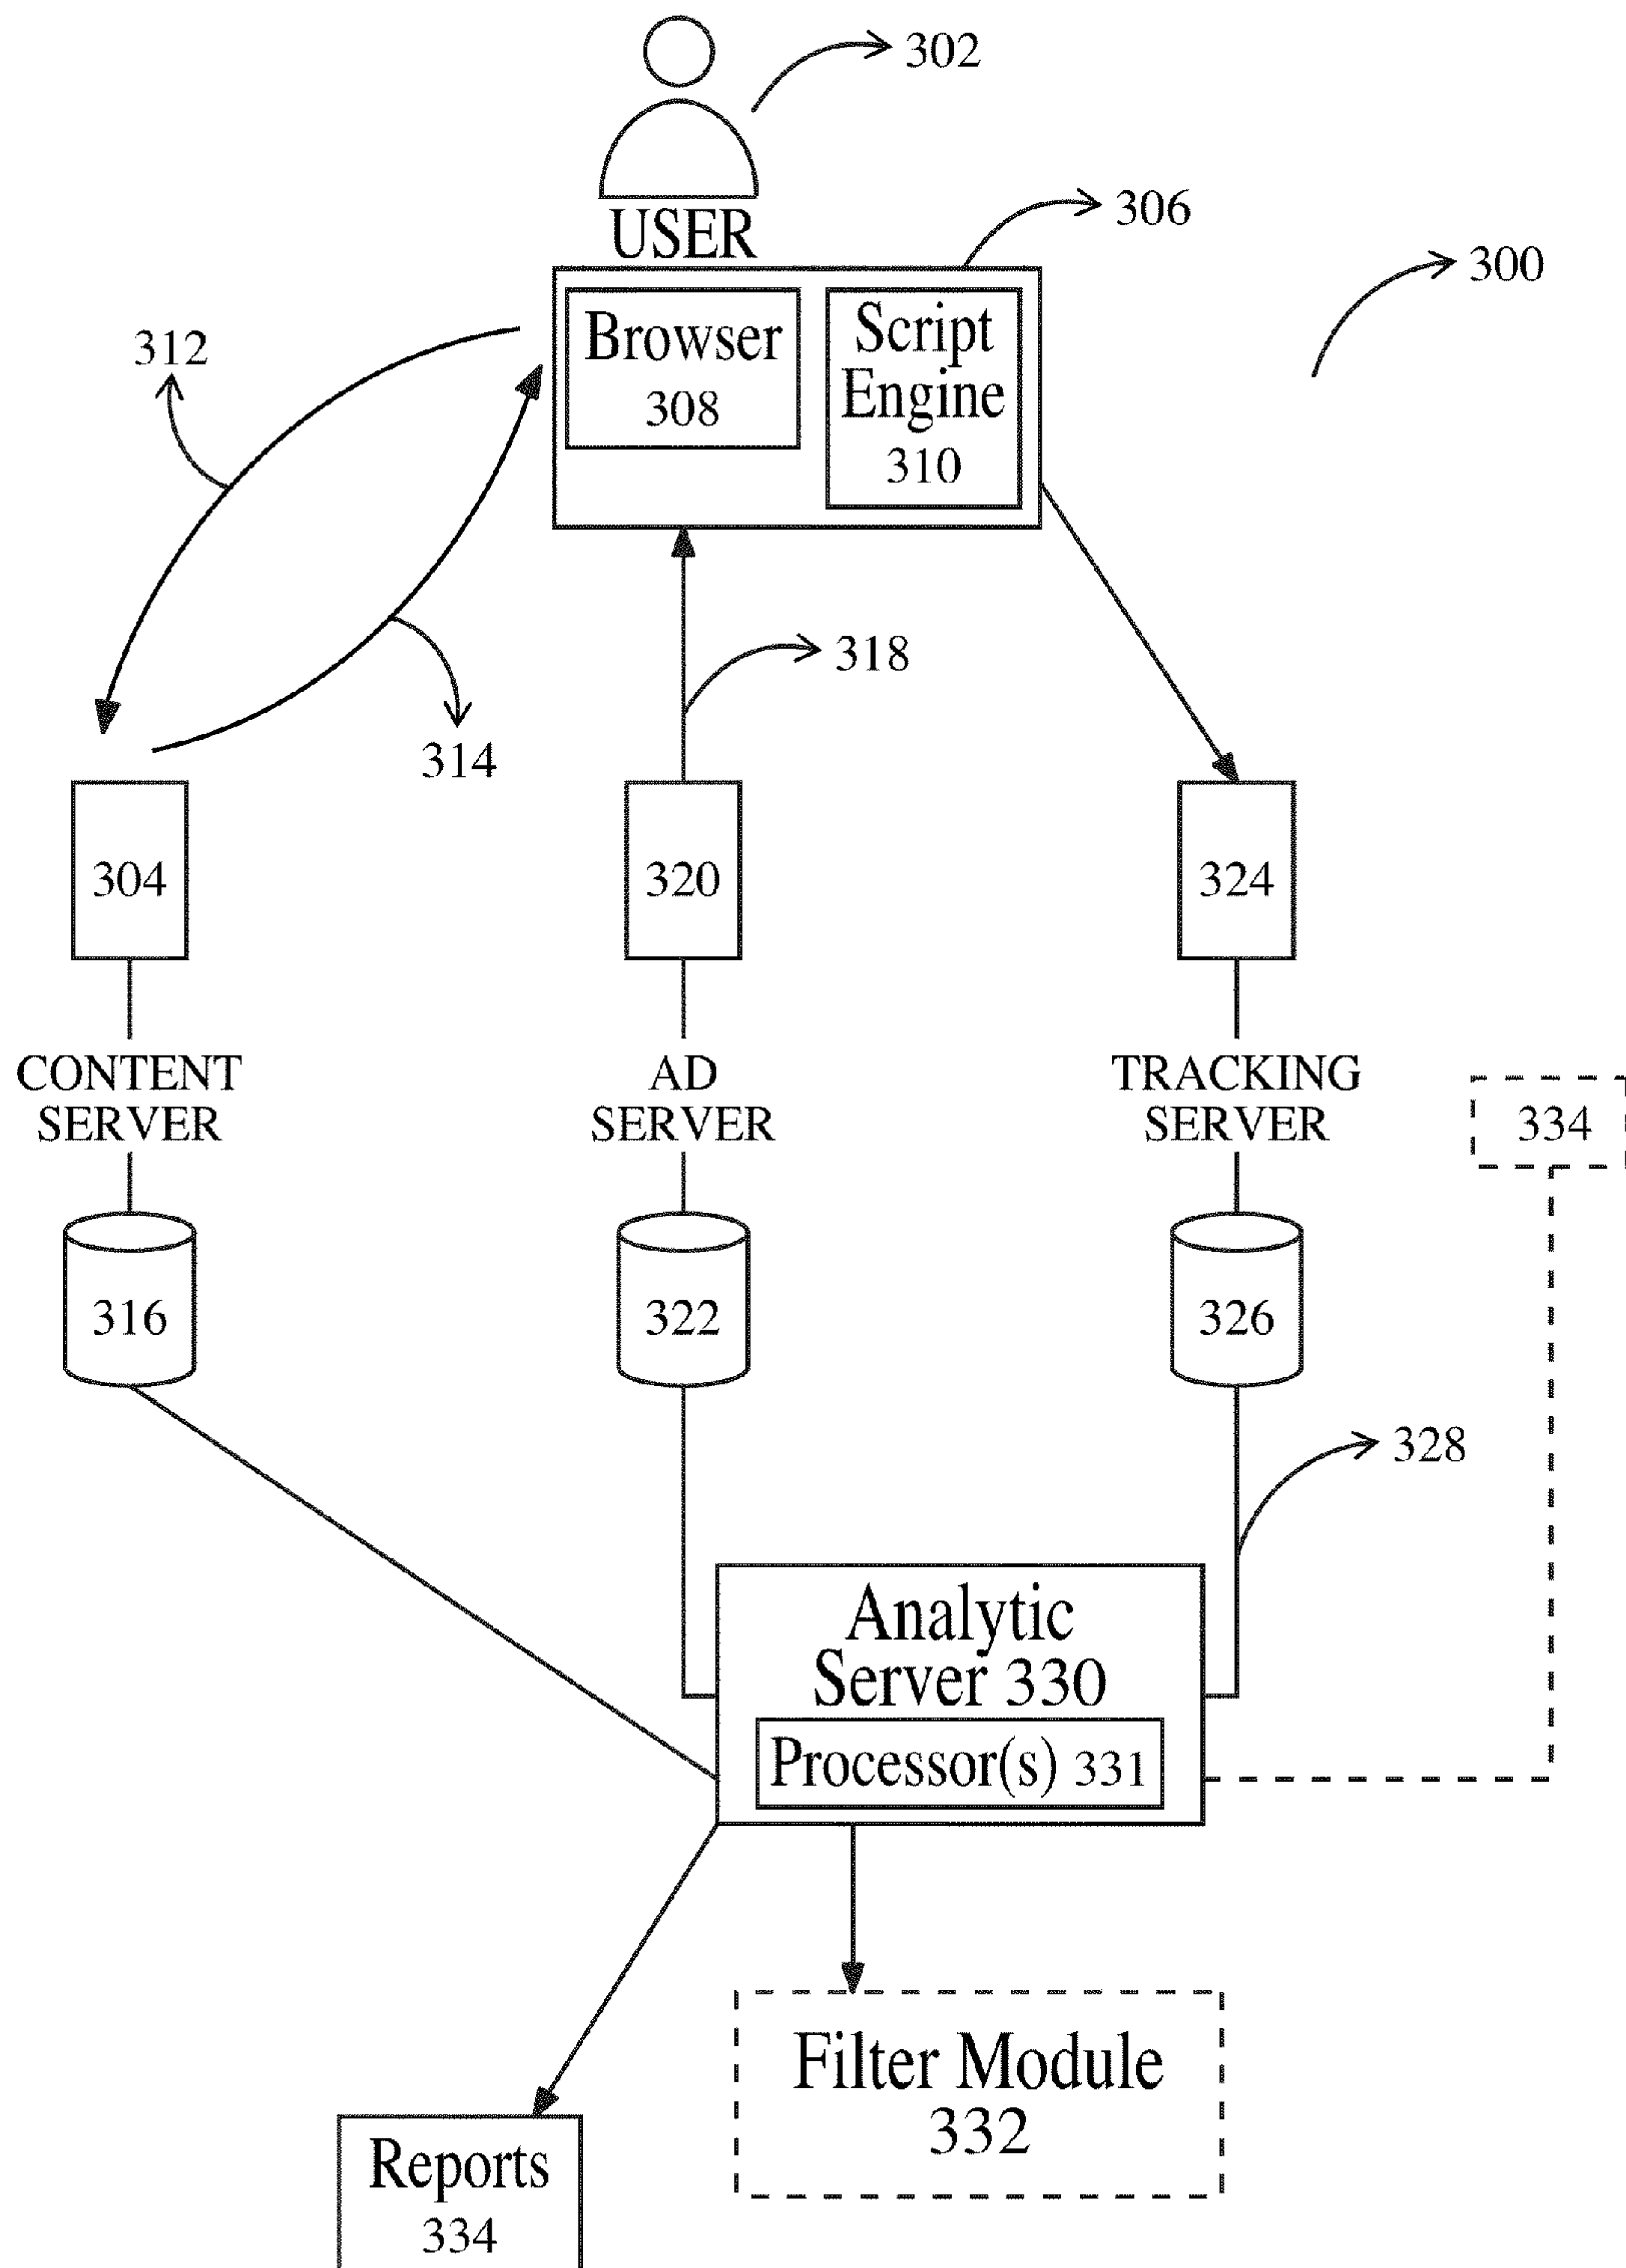 302
USER
306
300
312
Browser
308
Script
Engine
310
318
314
304
320
324
CONTENT
SERVER
AD
SERVER
TRACKING
SERVER
334
316
322
326
328
Analytic
Server 330
Processor(s) 331
Filter Module
332
Reports
334